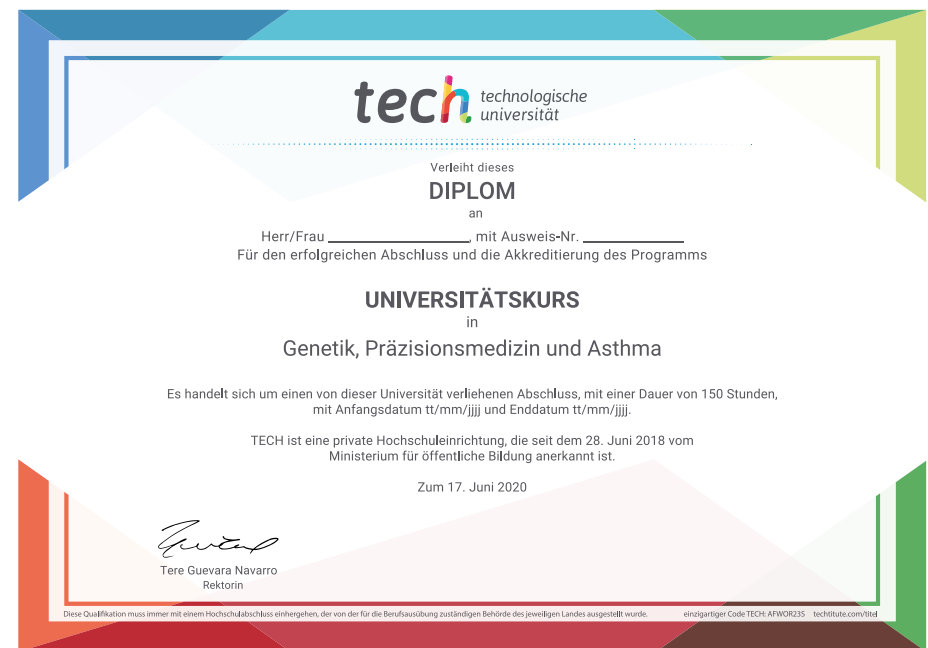 tech technologische
universität
Verleiht dieses
DIPLOM
an
Herr/Frau ____________, mit Ausweis-Nr. ____________
Für den erfolgreichen Abschluss und die Akkreditierung des Programms
UNIVERSITÄTSKURS
in
Genetik, Präzisionsmedizin und Asthma
Es handelt sich um einen von dieser Universität verliehenen Abschluss, mit einer Dauer von 150 Stunden,
mit Anfangsdatum tt/mm/jjjj und Enddatum tt/mm/jjjj.
TECH ist eine private Hochschuleinrichtung, die seit dem 28. Juni 2018 vom
Ministerium für öffentliche Bildung anerkannt ist.
Zum 17. Juni 2020
Tere Guevara Navarro
Rektorin
Diese Qualifikation muss immer mit einem Hochschulabschluss einhergehen, der von der für die Berufsausübung zuständigen Behörde des jeweiligen Landes ausgestellt wurde. einzigartiger Code TECH: AFWOR23S techtitute.com/titel